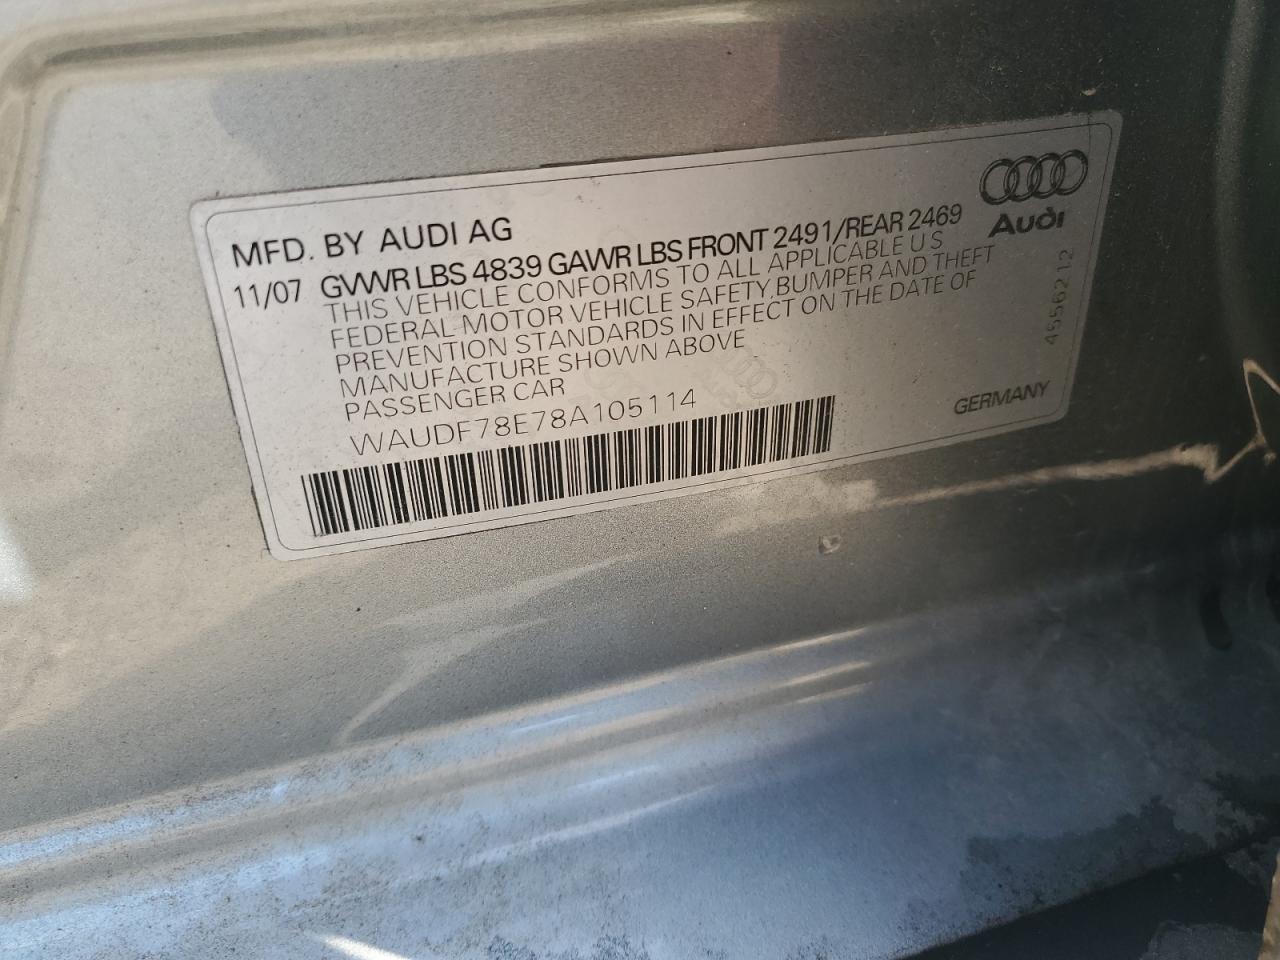 MFD. BY AUDI AG
11/07 GVWR LBS 4839 GAWR LBS FRONT 2491/REAR 2469
THIS VEHICLE CONFORMS TO ALL APPLICABLE U S
FEDERAL MOTOR VEHICLE SAFETY BUMPER AND THEFT
PREVENTION STANDARDS IN EFFECT ON THE DATE OF
MANUFACTURE SHOWN ABOVE
PASSENGER CAR
WAUDF78E78A105114
Audi
4556212
GERMANY